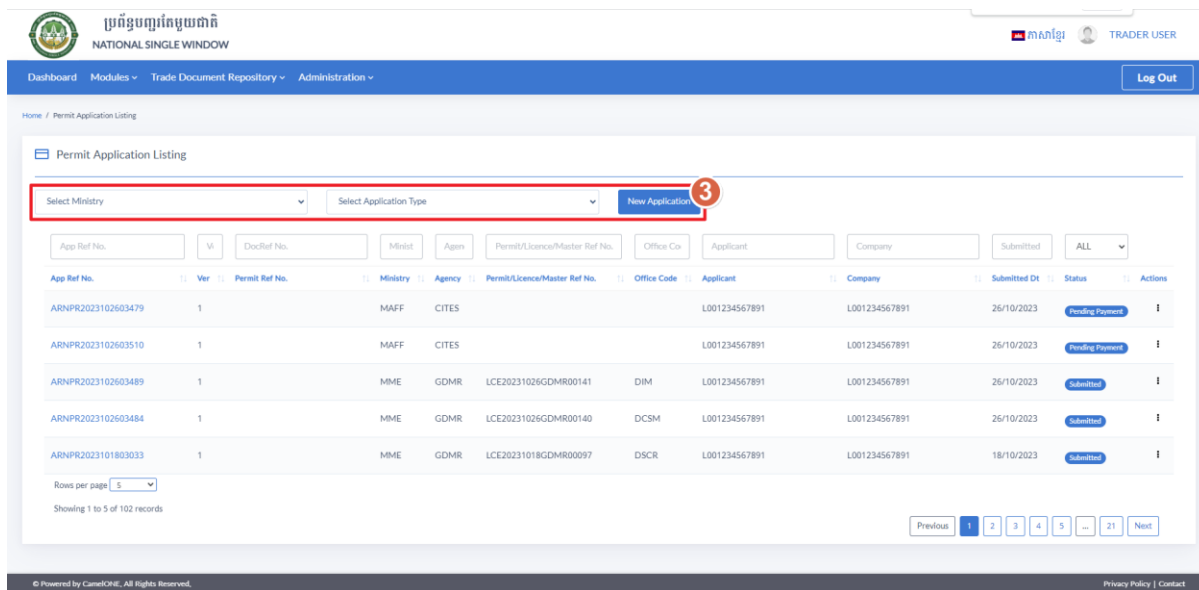 ប្រព័ន្ធបញ្ជរតែមួយជាតិ
NATIONAL SINGLE WINDOW
ភាសាខ្មែរ TRADER USER
Dashboard Modules Trade Document Repository Administration Log Out
Home / Permit Application Listing
Permit Application Listing
Select Ministry Select Application Type New Application 3
App Ref No. DocRef No. Minist Agen Permit/Licence/Master Ref No. Office Co Applicant Company Submitted ALL
App Ref No. Ver Permit Ref No. Ministry Agency Permit/Licence/Master Ref No. Office Code Applicant Company Submitted Dt Status Actions
ARNPR2023102603479 1 MAFF CITES L001234567891 L001234567891 26/10/2023 Pending Payment
ARNPR2023102603510 1 MAFF CITES L001234567891 L001234567891 26/10/2023 Pending Payment
ARNPR2023102603489 1 MME GDMR LCE20231026GDMR00141 DIM L001234567891 L001234567891 26/10/2023 Submitted
ARNPR2023102603484 1 MME GDMR LCE20231026GDMR00140 DCSM L001234567891 L001234567891 26/10/2023 Submitted
ARNPR2023101803033 1 MME GDMR LCE20231018GDMR00097 DSCR L001234567891 L001234567891 18/10/2023 Submitted
Rows per page 5
Showing 1 to 5 of 102 records
Previous 1 2 3 4 5 ... 21 Next
© Powered by CamelONE, All Rights Reserved, Privacy Policy | Contact